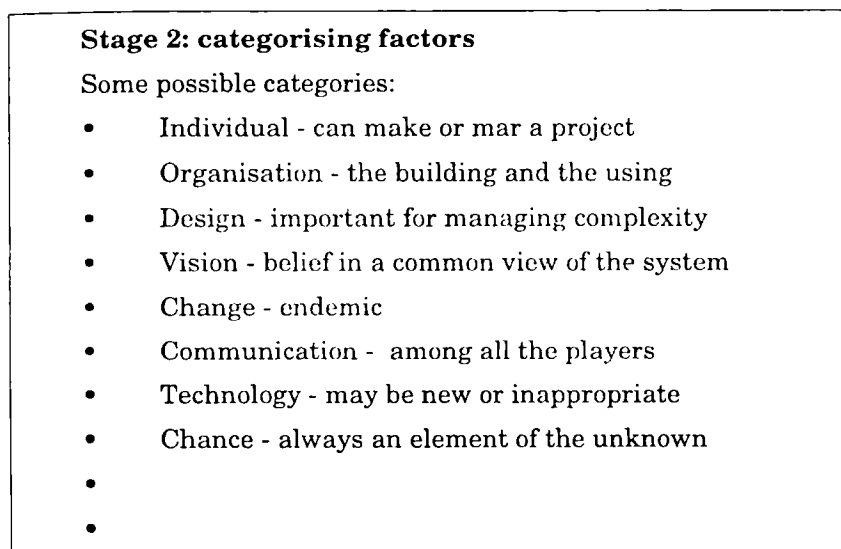 Stage 2: categorising factors
Some possible categories:
• Individual - can make or mar a project
• Organisation - the building and the using
• Design - important for managing complexity
• Vision - belief in a common view of the system
• Change - endemic
• Communication - among all the players
• Technology - may be new or inappropriate
• Chance - always an element of the unknown
•
•